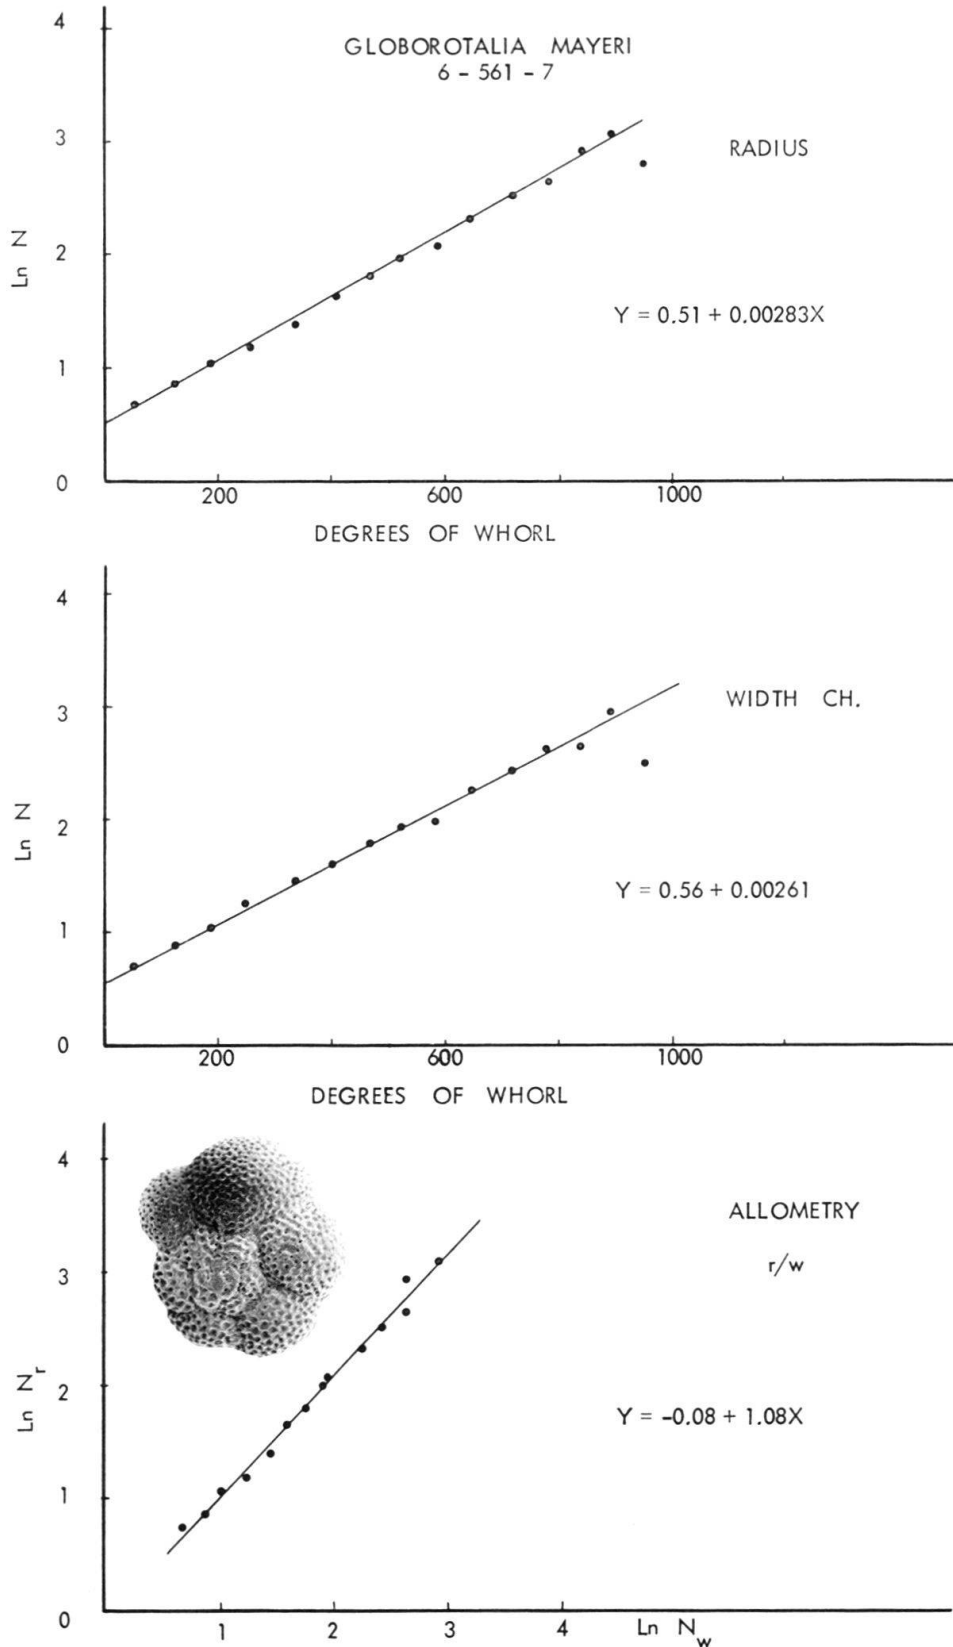 4
GLOBOROTALIA MAYERI
6 - 561 - 7
3
RADIUS
Ln N
2
Y = 0.51 + 0.00283X
1
0
200 600 1000
DEGREES OF WHORL
4
3
WIDTH CH.
Ln N
2
Y = 0.56 + 0.00261
1
0
200 600 1000
DEGREES OF WHORL
4
ALLOMETRY
3
r/w
Ln Nr
2
Y = -0.08 + 1.08X
1
0
1 2 3 4 Ln Nw